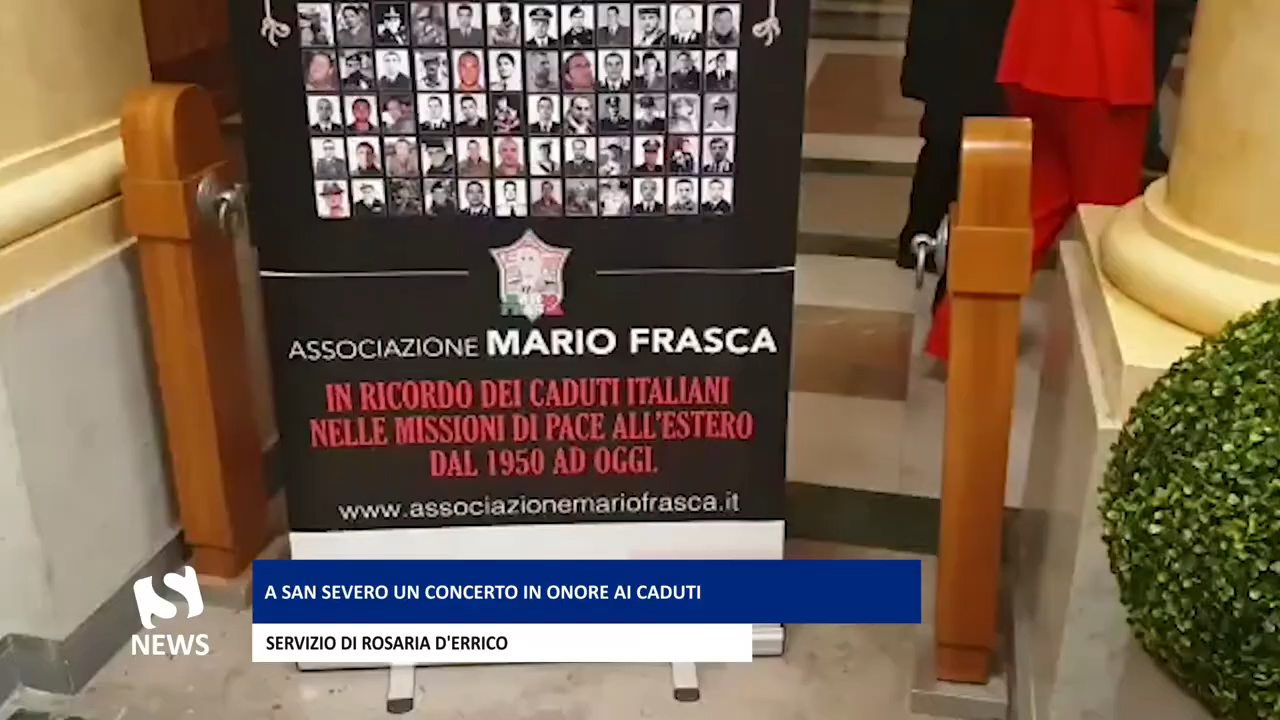 ASSOCIAZIONE MARIO FRASCA
IN RICORDO DEI CADUTI ITALIANI
NELLE MISSIONI DI PACE ALL'ESTERO
DAL 1950 AD OGGI.
www.associazionemariofrasca.it
A SAN SEVERO UN CONCERTO IN ONORE AI CADUTI
SERVIZIO DI ROSARIA D'ERRICO
NEWS